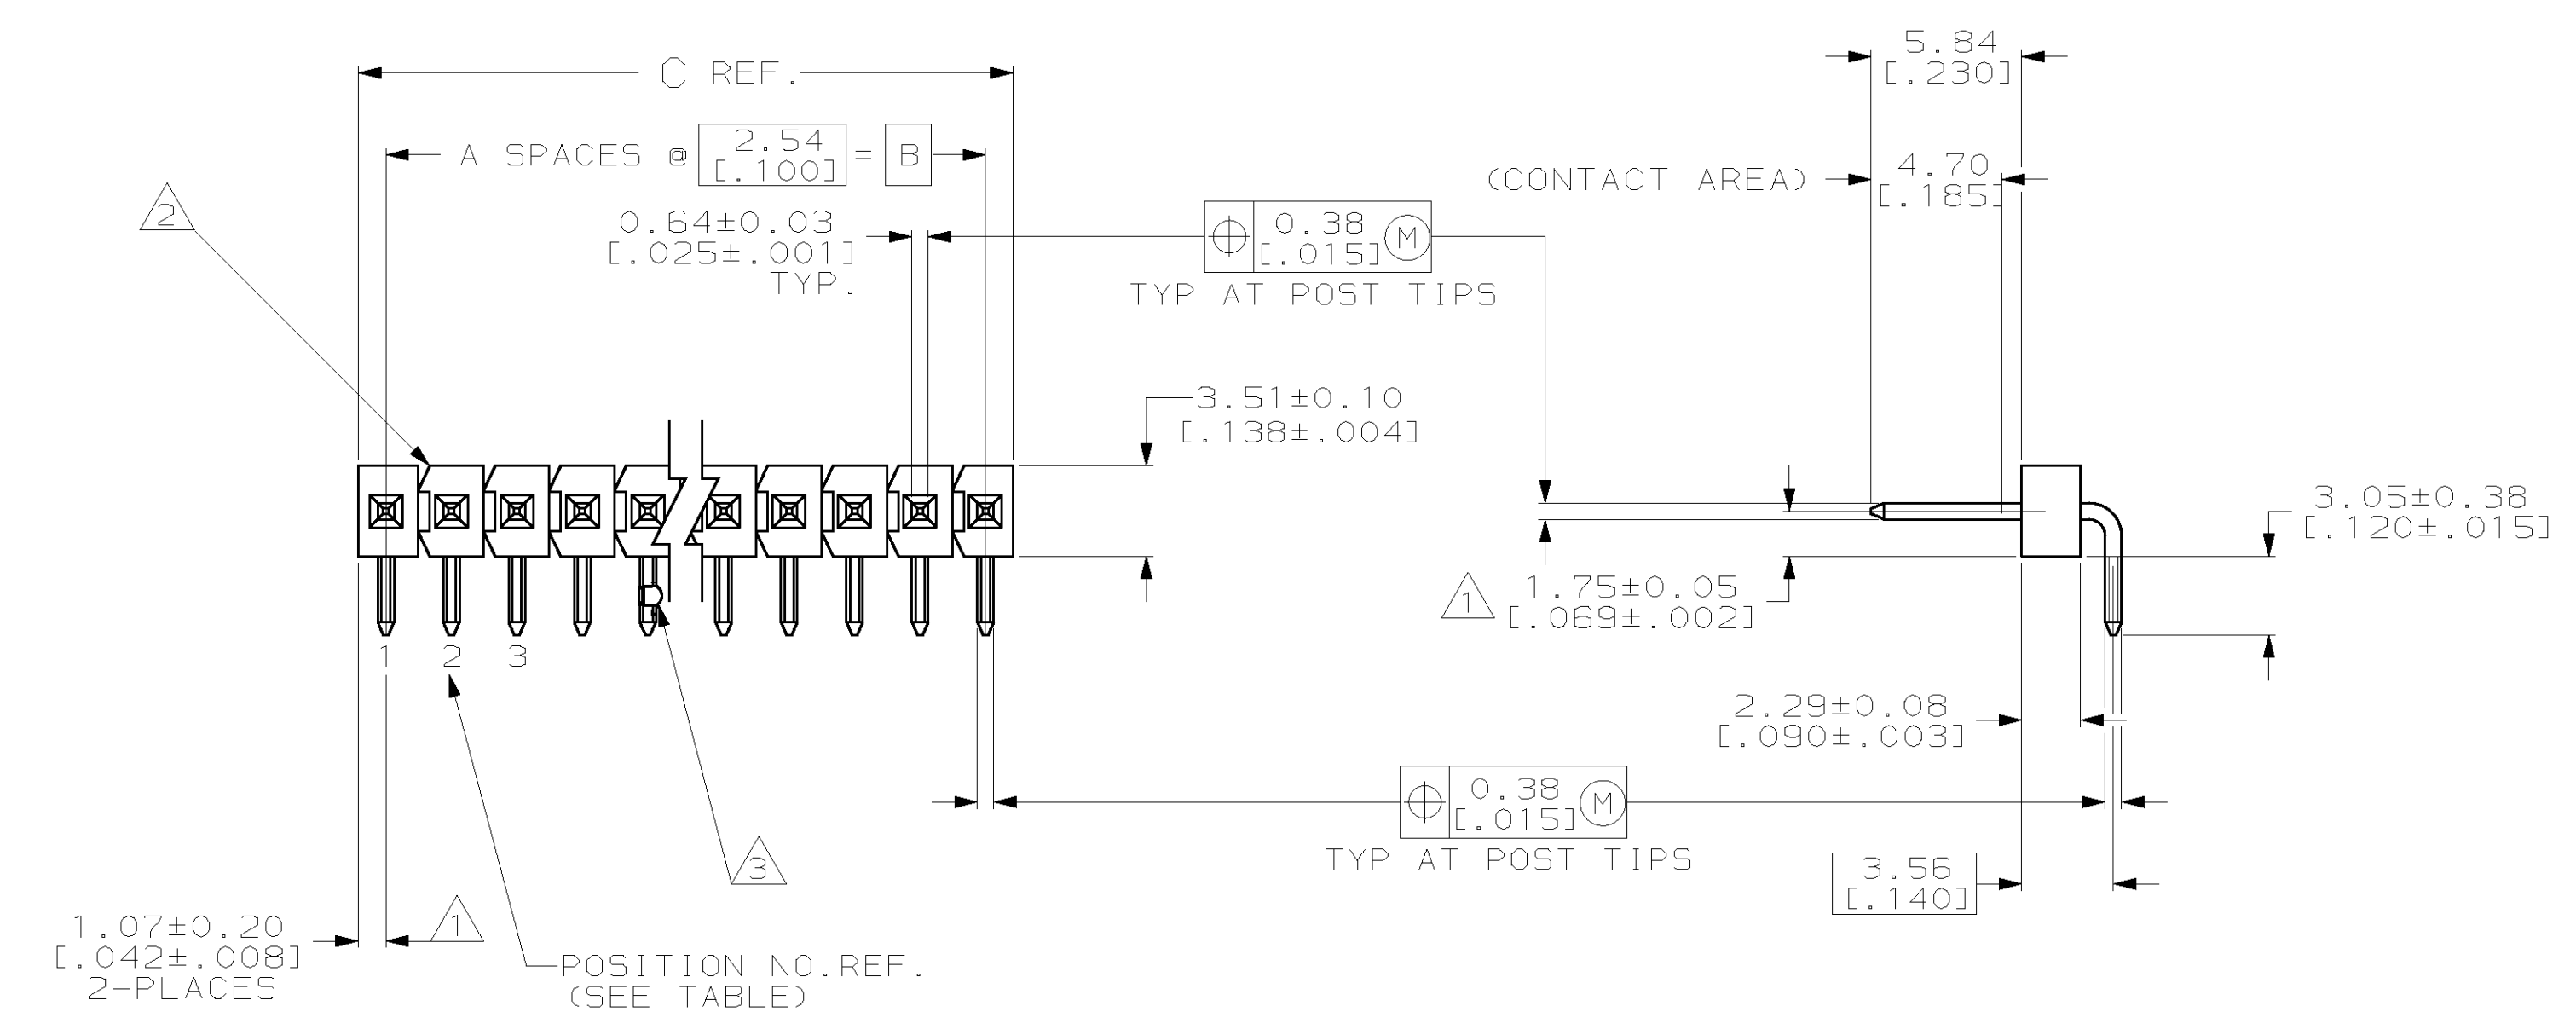 C REF.
A SPACES @ 2.54 [.100] = B
0.64±0.03
[.025±.001]
TYP.
2
0.38
[.015] M
TYP AT POST TIPS
5.84
[.230]
(CONTACT AREA) 4.70
[.185]
3.51±0.10
[.138±.004]
3.05±0.38
[.120±.015]
1 1.75±0.05
[.069±.002]
1 2 3
2.29±0.08
[.090±.003]
0.38
[.015] M
TYP AT POST TIPS
3
3.56
[.140]
1.07±0.20
[.042±.008]
2-PLACES
1
POSITION NO.REF.
(SEE TABLE)